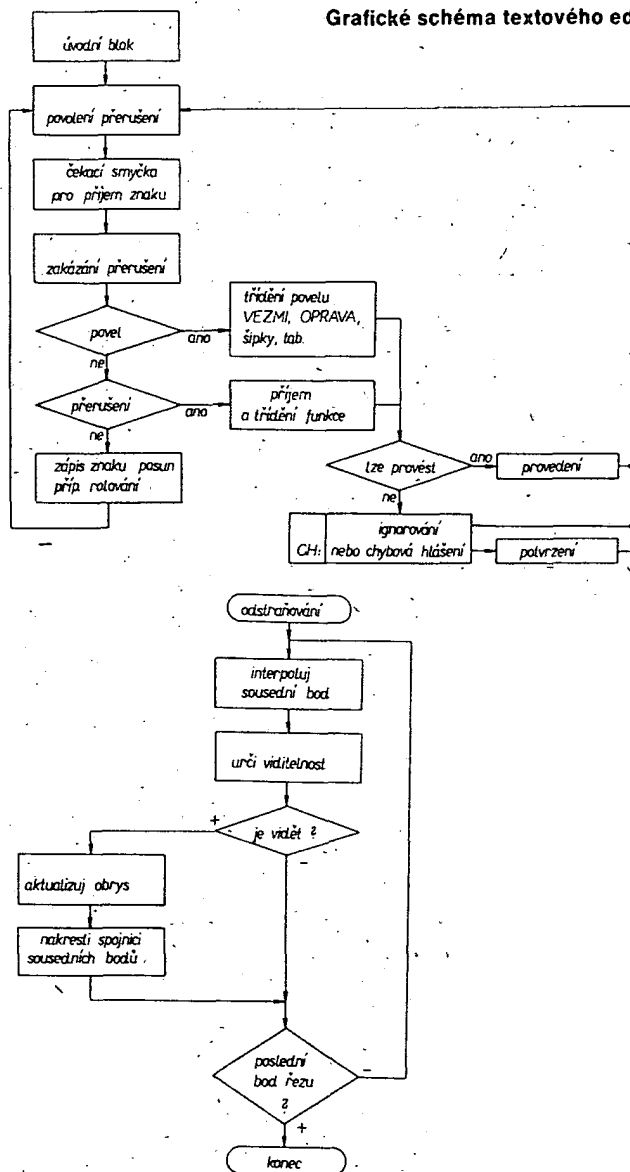 Grafické schéma textového ed
úvodní blok
povolení přerušení
čekací smyčka
pro příjem znaku
zakázání přerušení
povel
ano
třídění povelu
VEZMI, OPRAVA,
šipky, tab.
ne
přerušení
ano
příjem
a třídění funkce
ne
zápis znaku posun
příp. rolování
lze provést
ano
provedení
ne
CH:
ignorování
nebo chybová hlášení
potvrzení
odstraňování
interpoluj
sousední bod
urči viditelnost
+
je vidět ?
-
aktualizuj obrys
nakresli spojnici
sousedních bodů
poslední
bod řezu
?
-
+
konec